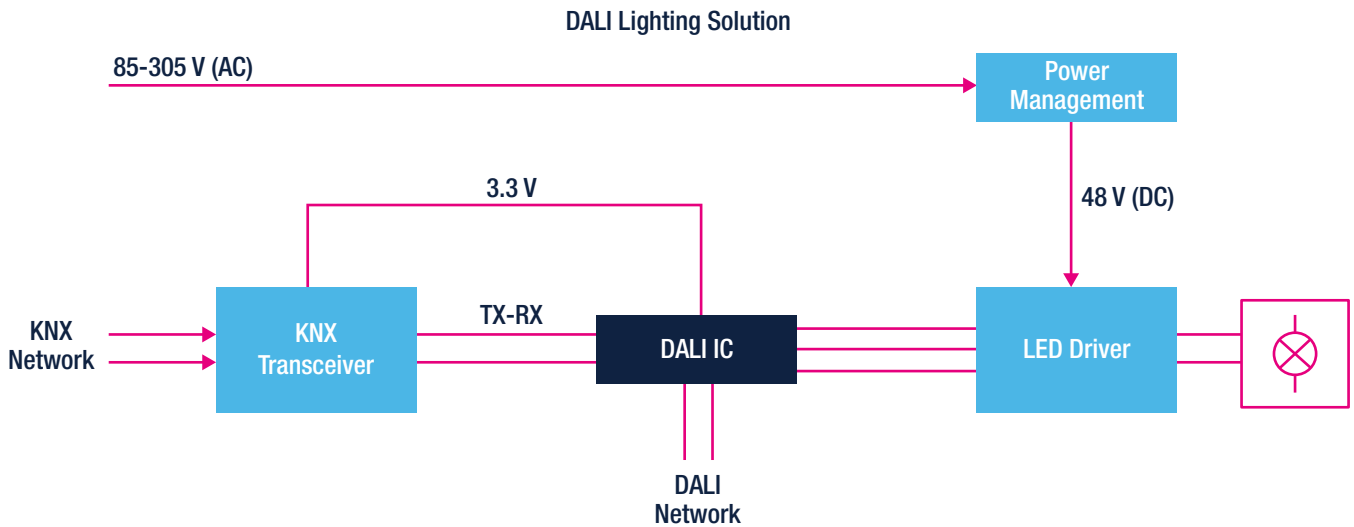 DALI Lighting Solution
85-305 V (AC)
Power
Management
3.3 V
48 V (DC)
KNX
Network
KNX
Transceiver
TX-RX
DALI IC
LED Driver
DALI
Network